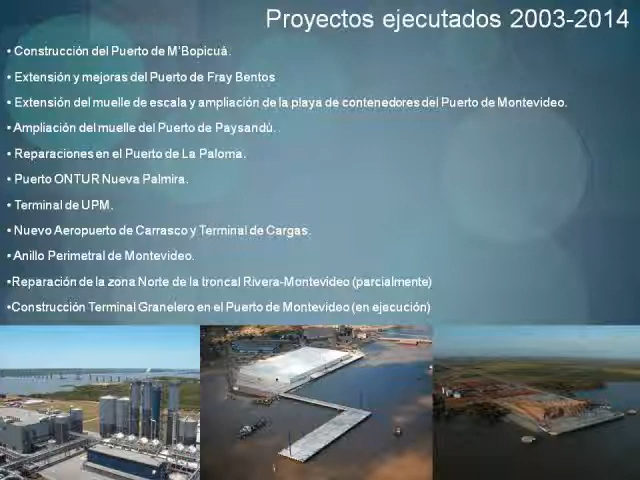 Proyectos ejecutados 2003-2014
• Construcción del Puerto de M'Bopicuá.
• Extensión y mejoras del Puerto de Fray Bentos
• Extensión del muelle de escala y ampliación de la playa de contenedores del Puerto de Montevideo.
• Ampliación del muelle del Puerto de Paysandú.
• Reparaciones en el Puerto de La Paloma.
• Puerto ONTUR Nueva Palmira.
• Terminal de UPM.
• Nuevo Aeropuerto de Carrasco y Terminal de Cargas.
• Anillo Perimetral de Montevideo.
•Reparación de la zona Norte de la troncal Rivera-Montevideo (parcialmente)
•Construcción Terminal Granelero en el Puerto de Montevideo (en ejecución)